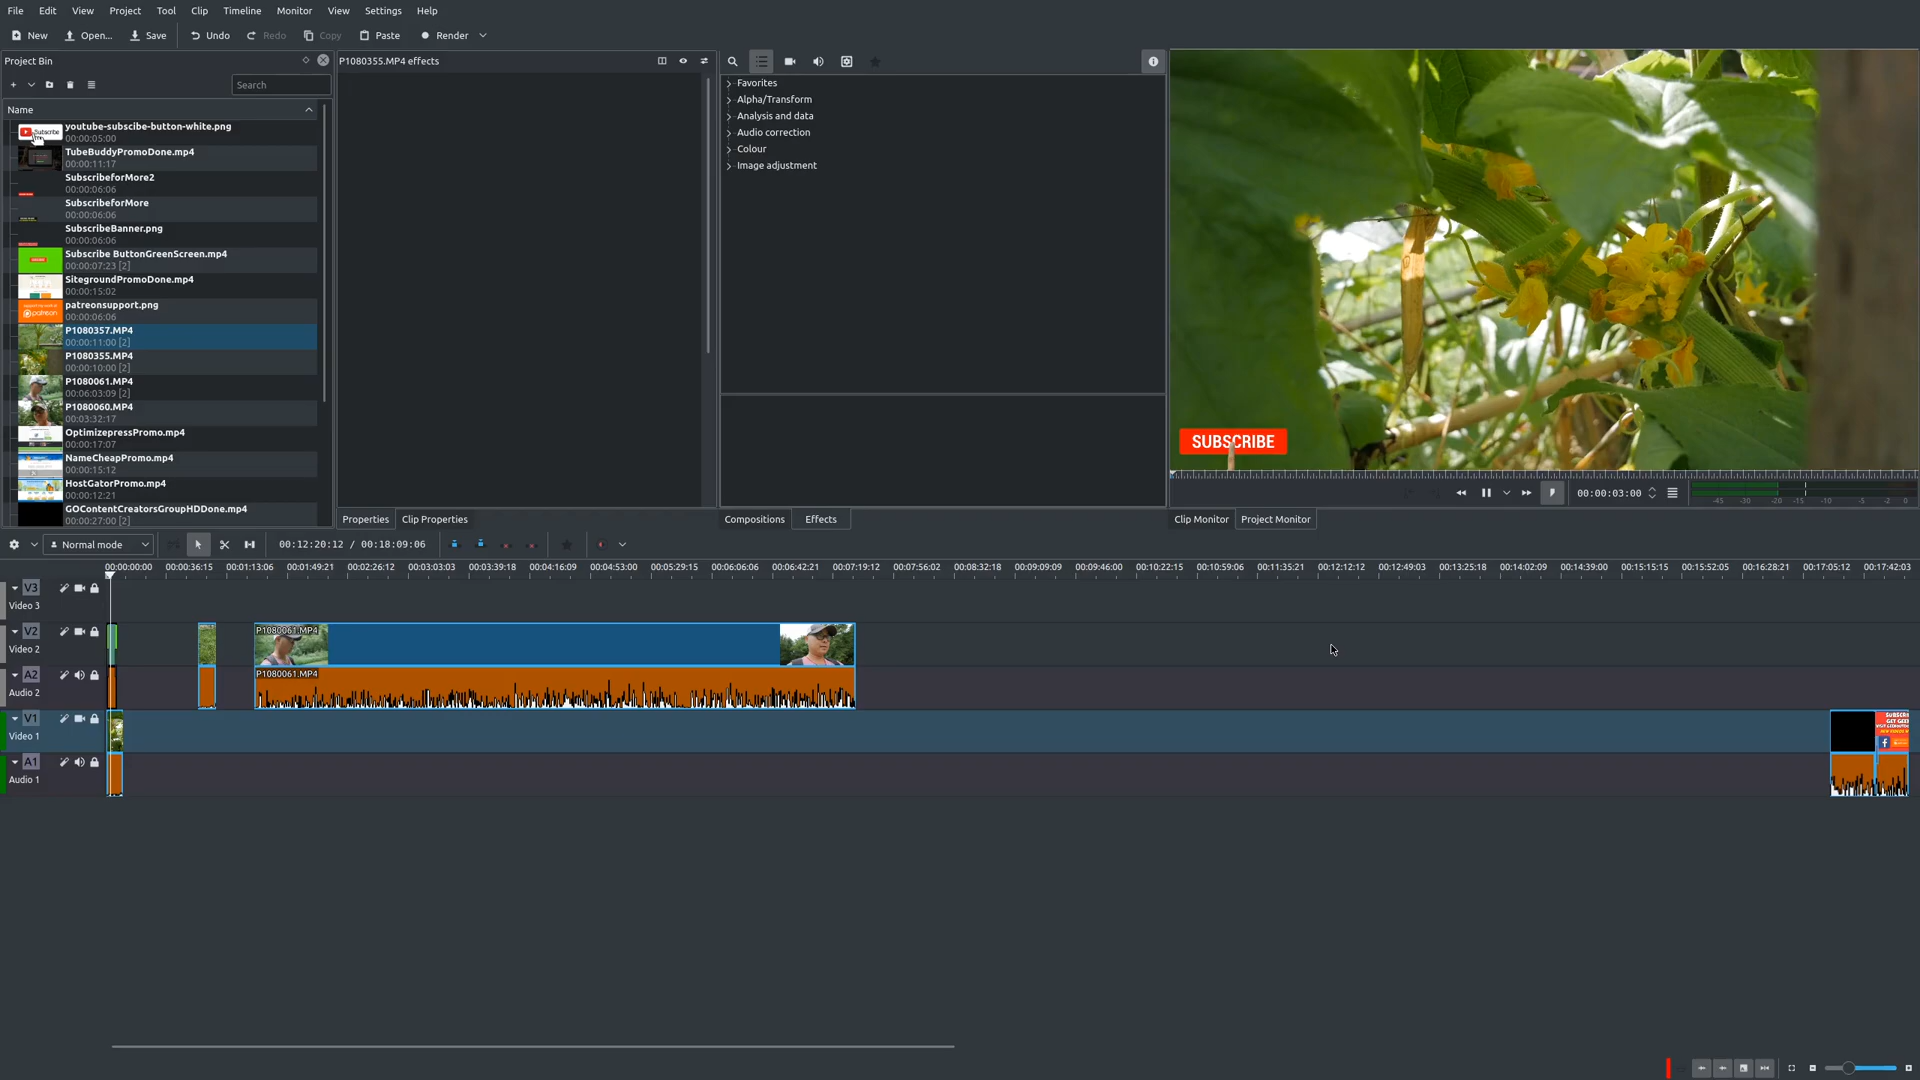 File Edit View Project Tool Clip Timeline Monitor View Settings Help
New Open... Save Undo Redo Copy Paste Render
Project Bin
Search
Name
youtube-subscibe-button-white.png
00:00:05:00
TubeBuddyPromoDone.mp4
00:00:11:17
SubscribeforMore2
00:00:06:06
SubscribeforMore
00:00:06:06
SubscribeBanner.png
00:00:06:06
Subscribe ButtonGreenScreen.mp4
00:00:07:23 [2]
SitegroundPromoDone.mp4
00:00:15:02
patreonsupport.png
00:00:06:06
P1080357.MP4
00:00:11:00 [2]
P1080355.MP4
00:00:10:00 [2]
P1080061.MP4
00:06:03:09 [2]
P1080060.MP4
00:03:32:17
OptimizepressPromo.mp4
00:00:17:07
NameCheapPromo.mp4
00:00:15:12
HostGatorPromo.mp4
00:00:12:21
GOContentCreatorsGroupHDDone.mp4
00:00:27:00 [2]
P1080355.MP4 effects
Properties Clip Properties
Favorites
Alpha/Transform
Analysis and data
Audio correction
Colour
Image adjustment
Compositions Effects
SUBSCRIBE
00:00:03:00
-45 -30 -20 -15 -10 -5 -2 0
Clip Monitor Project Monitor
Normal mode 00:12:20:12 / 00:18:09:06
00:00:00:00 00:00:36:15 00:01:13:06 00:01:49:21 00:02:26:12 00:03:03:03 00:03:39:18 00:04:16:09 00:04:53:00 00:05:29:15 00:06:06:06 00:06:42:21 00:07:19:12 00:07:56:02 00:08:32:18 00:09:09:09 00:09:46:00 00:10:22:15 00:10:59:06 00:11:35:21 00:12:12:12 00:12:49:03 00:13:25:18 00:14:02:09 00:14:39:00 00:15:15:15 00:15:52:05 00:16:28:21 00:17:05:12 00:17:42:03
V3
Video 3
V2
Video 2
P1080061.MP4
A2
Audio 2
P1080061.MP4
V1
Video 1
A1
Audio 1